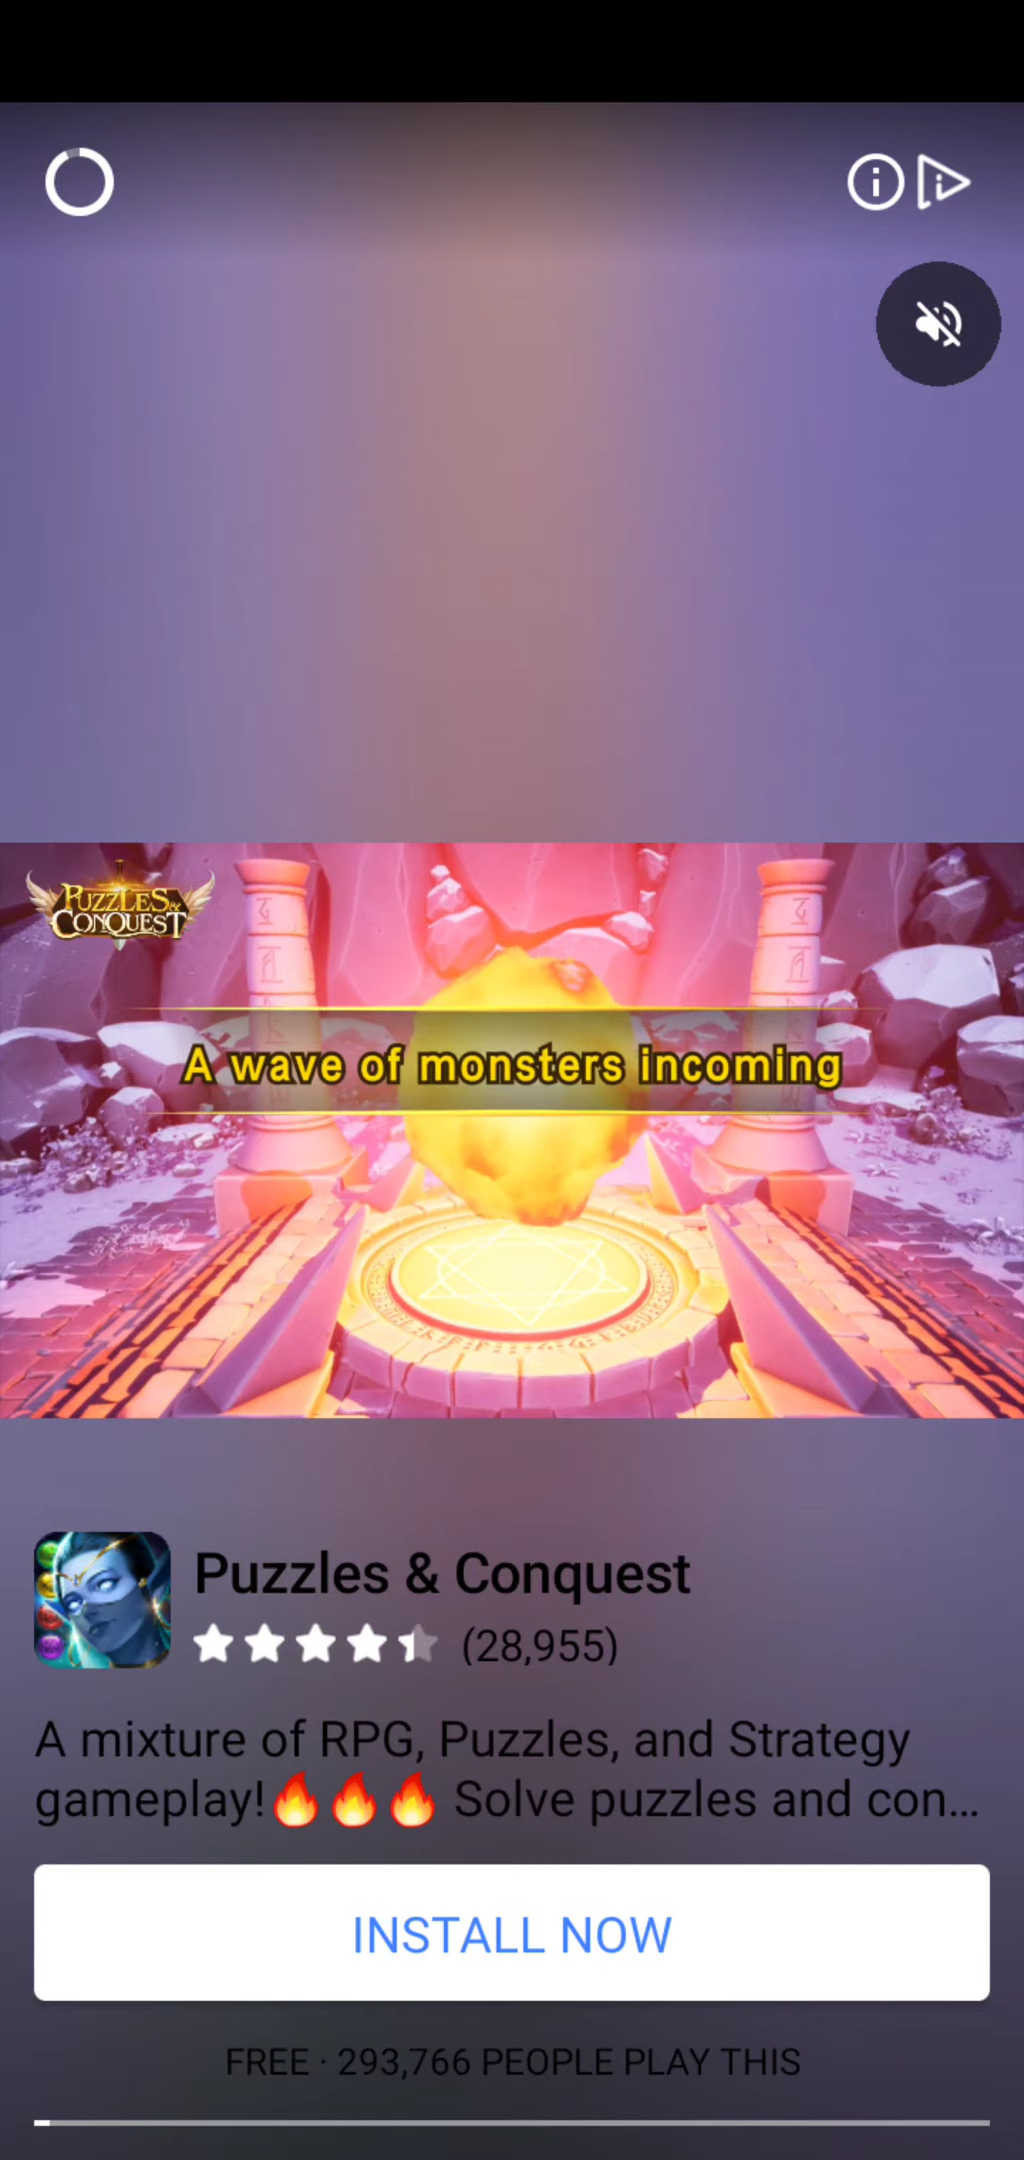 PUZZLES &
CONQUEST
A wave of monsters incoming
Puzzles & Conquest
(28,955)
A mixture of RPG, Puzzles, and Strategy
gameplay!🔥🔥🔥 Solve puzzles and con...
INSTALL NOW
FREE · 293,766 PEOPLE PLAY THIS